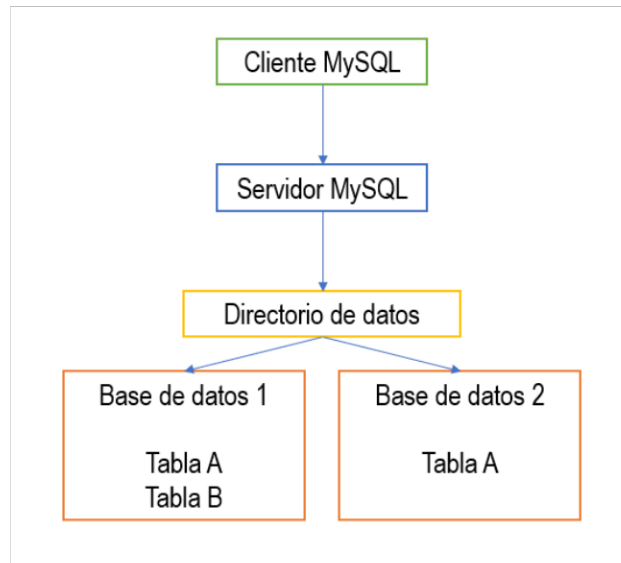 Cliente MySQL
Servidor MySQL
Directorio de datos
Base de datos 1
Tabla A
Tabla B
Base de datos 2
Tabla A